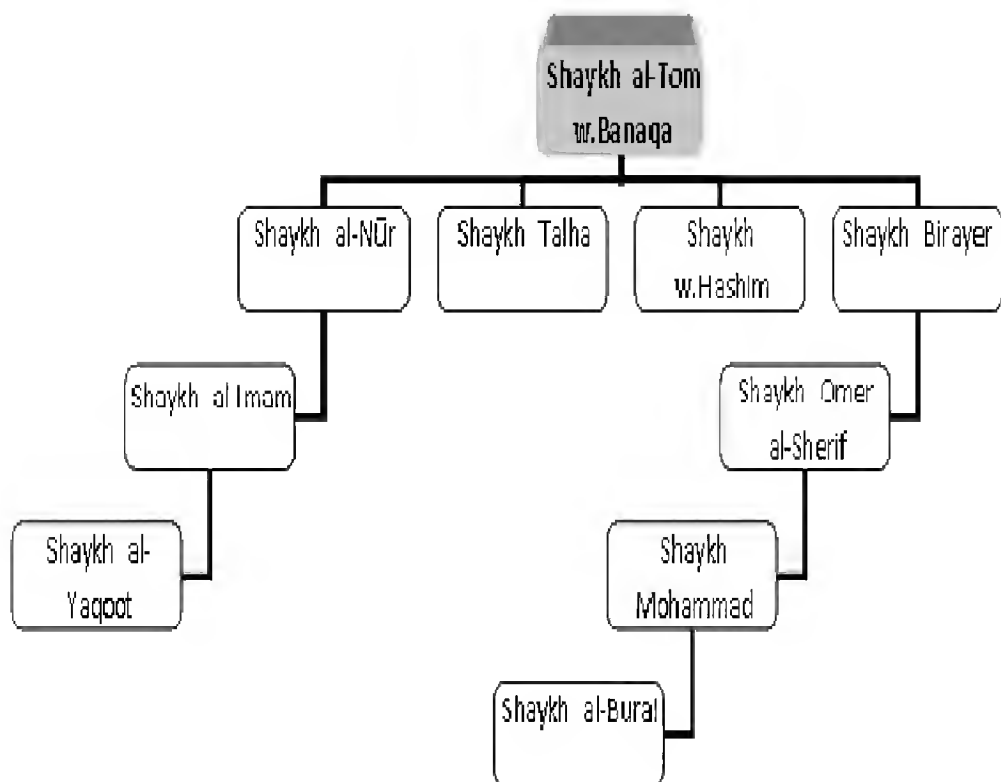 Shaykh al-Tom
w.Banaqa
Shaykh al-Nūr
Shaykh Talha
Shaykh
w.Hashim
Shaykh Birayer
Shaykh al Imam
Shaykh Omer
al-Sherif
Shaykh al-
Yaqoot
Shaykh
Mohammad
Shaykh al-BuraI